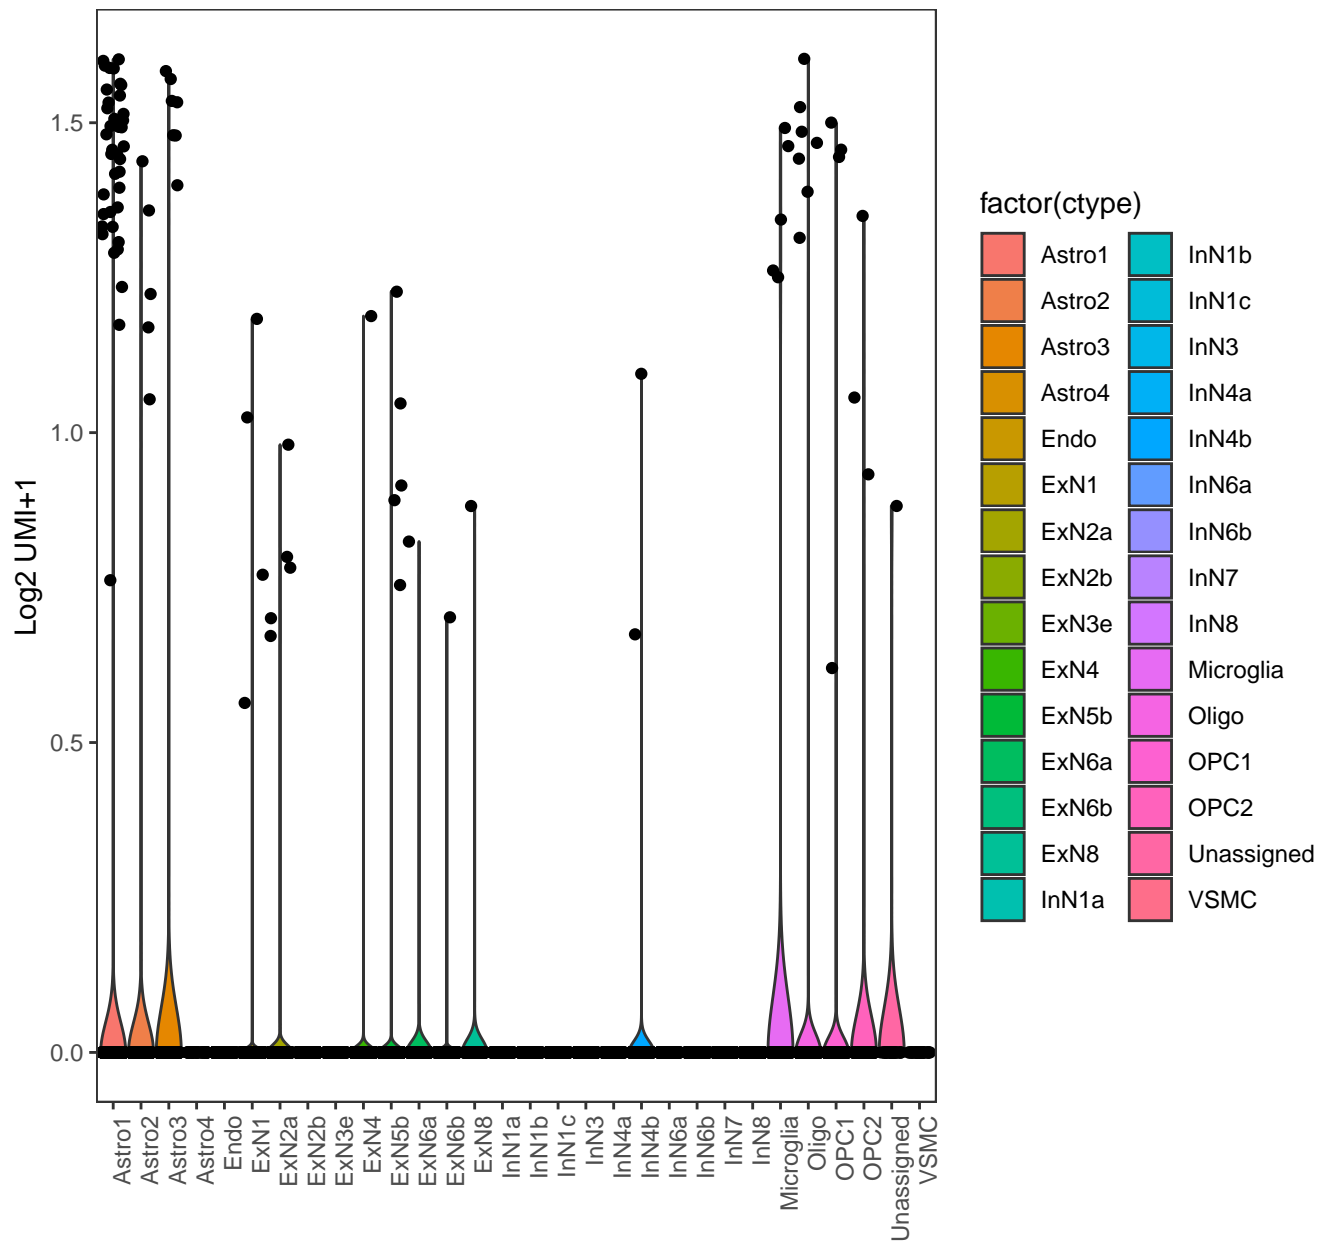 Log2 UMI+1
1.5
1.0
0.5
0.0
Astro1
Astro2
Astro3
Astro4
Endo
ExN1
ExN2a
ExN2b
ExN3e
ExN4
ExN5b
ExN6a
ExN6b
ExN8
InN1a
InN1b
InN1c
InN3
InN4a
InN4b
InN6a
InN6b
InN7
InN8
Microglia
Oligo
OPC1
OPC2
Unassigned
VSMC
factor(ctype)
Astro1
Astro2
Astro3
Astro4
Endo
ExN1
ExN2a
ExN2b
ExN3e
ExN4
ExN5b
ExN6a
ExN6b
ExN8
InN1a
InN1b
InN1c
InN3
InN4a
InN4b
InN6a
InN6b
InN7
InN8
Microglia
Oligo
OPC1
OPC2
Unassigned
VSMC